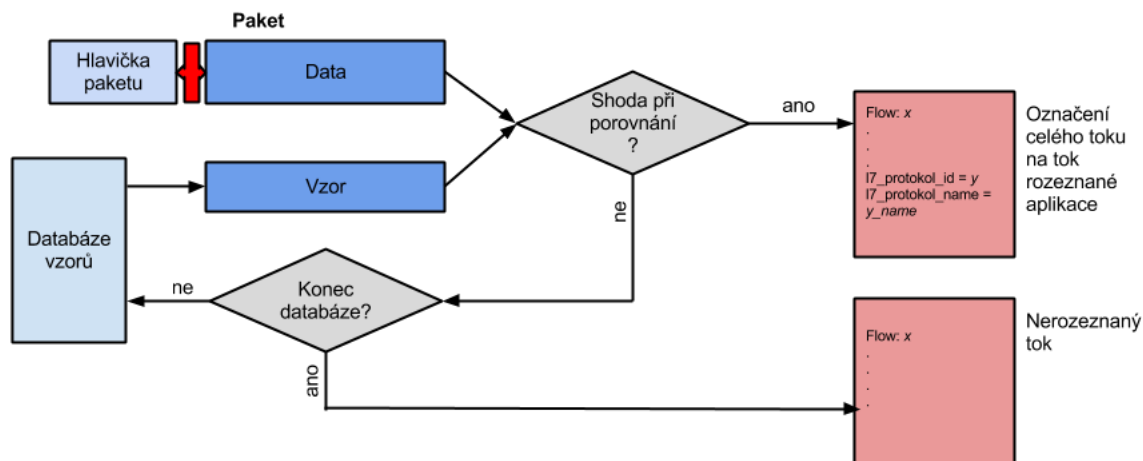 Paket
Hlavička
paketu
Data
Shoda při
porovnání
?
ano
Flow: x
.
.
.
l7_protokol_id = y
l7_protokol_name =
y_name
Označení
celého toku
na tok
rozeznané
aplikace
Vzor
ne
Databáze
vzorů
Konec
databáze?
ne
ano
Flow: x
.
.
.
.
Nerozeznaný
tok